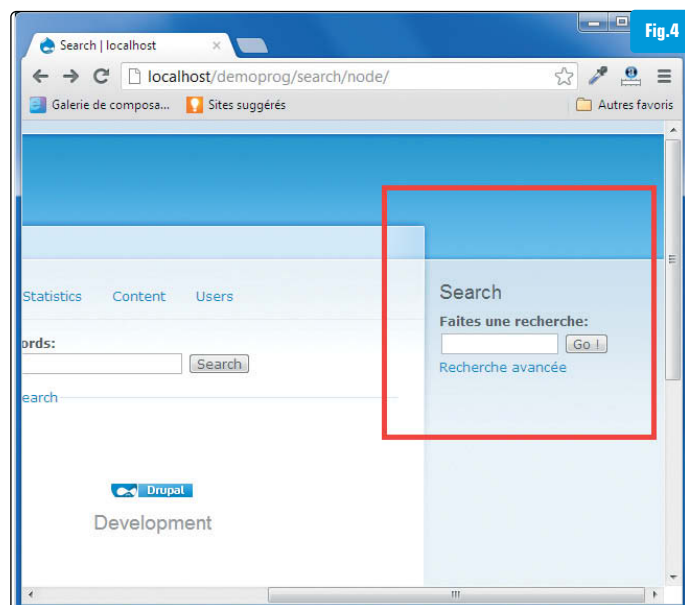 Fig.4
Search | localhost
localhost/demoprog/search/node/
Galerie de composa... Sites suggérés Autres favoris
Statistics Content Users
ords:
Search
earch
Drupal
Development
Search
Faites une recherche:
Go !
Recherche avancée